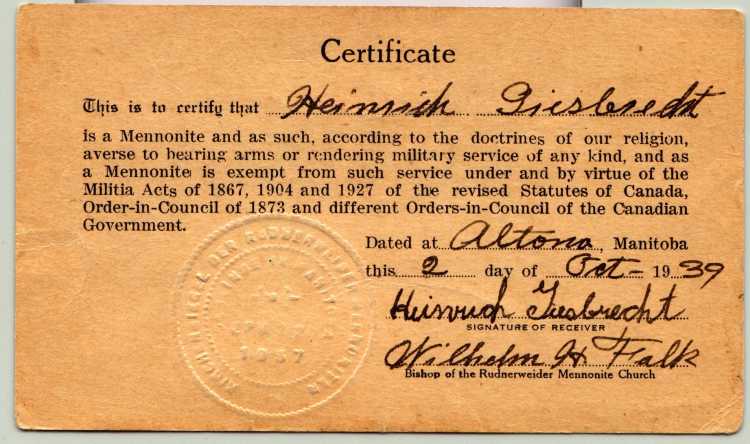 Certificate
This is to certify that Heinrich Giesbrecht
is a Mennonite and as such, according to the doctrines of our religion,
averse to bearing arms or rendering military service of any kind, and as
a Mennonite is exempt from such service under and by virtue of the
Militia Acts of 1867, 1904 and 1927 of the revised Statutes of Canada,
Order-in-Council of 1873 and different Orders-in-Council of the Canadian
Government.
Dated at Altona, Manitoba
this 2 day of Oct- 1939
Heinrich Giesbrecht
SIGNATURE OF RECEIVER
Wilhelm H Falk
Bishop of the Rudnerweider Mennonite Church
DER RUDNERWEIDER
1937